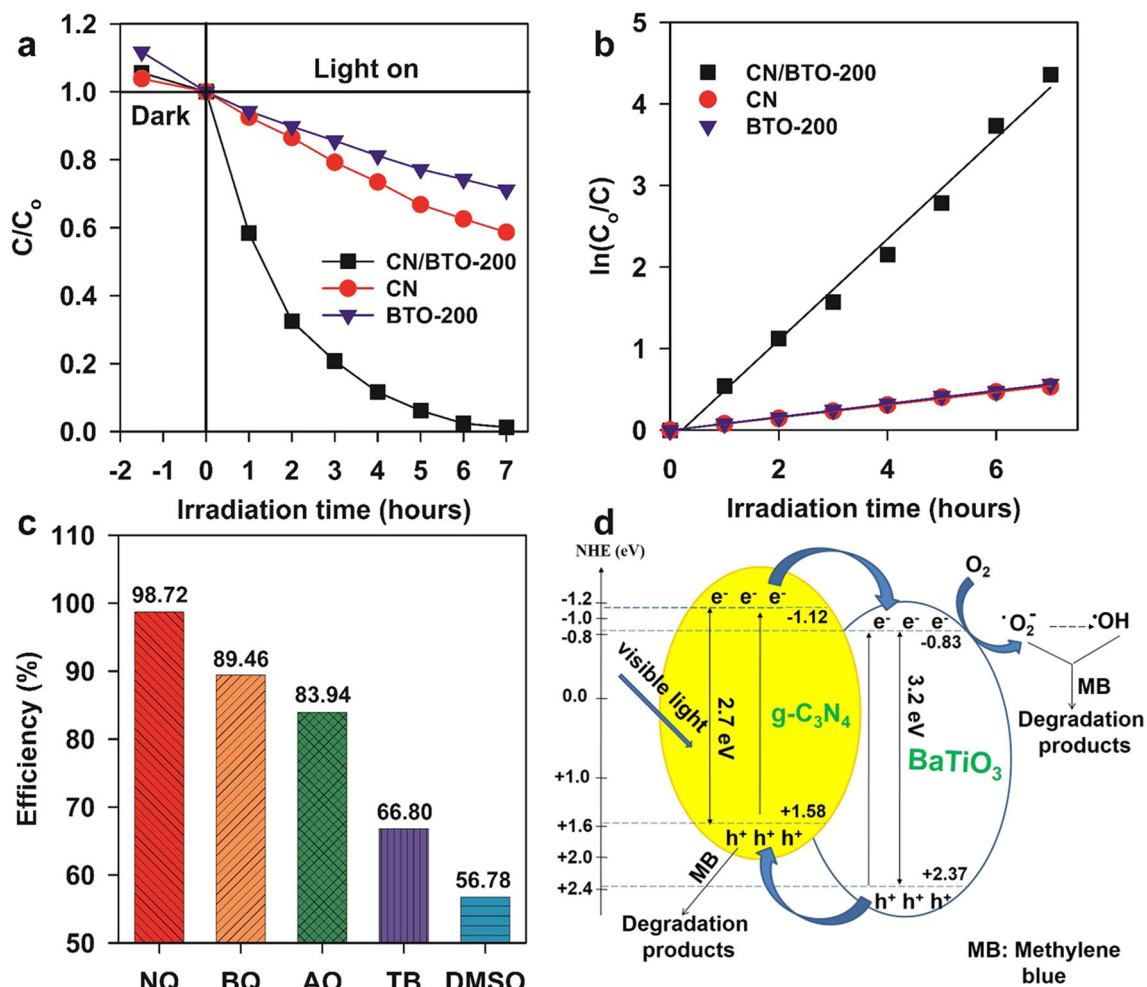 a
1.2
1.0
0.8
0.6
0.4
0.2
0.0
C/Co
Light on
Dark
CN/BTO-200
CN
BTO-200
-2 -1 0 1 2 3 4 5 6 7
Irradiation time (hours)
b
5
4
3
2
1
0
ln(Co/C)
CN/BTO-200
CN
BTO-200
0 2 4 6
Irradiation time (hours)
c
110
100
90
80
70
60
50
Efficiency (%)
98.72
89.46
83.94
66.80
56.78
NQ BQ AO TB DMSO
d
NHE (eV)
-1.2
-1.0
-0.8
0.0
+1.0
+1.6
+2.0
+2.4
visible light
e- e- e-
-1.12
2.7 eV
g-C3N4
+1.58
h+ h+ h+
MB
Degradation
products
e- e- e-
-0.83
3.2 eV
BaTiO3
+2.37
h+ h+ h+
O2
·O2-
·OH
MB
Degradation
products
MB: Methylene
blue